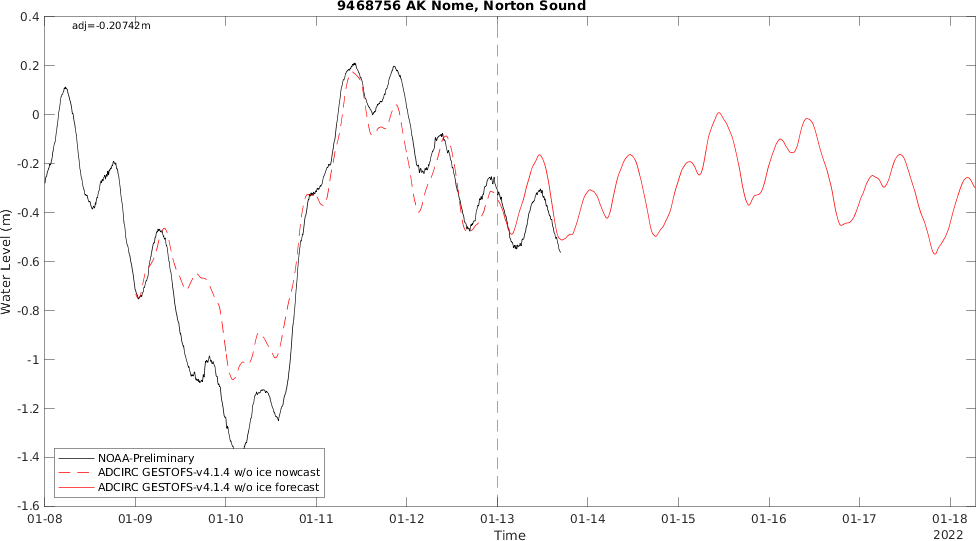 9468756 AK Nome, Norton Sound
adj=-0.20742m
0.4
0.2
0
-0.2
-0.4
-0.6
-0.8
-1
-1.2
-1.4
-1.6
Water Level (m)
NOAA-Preliminary
ADCIRC GESTOFS-v4.1.4 w/o ice nowcast
ADCIRC GESTOFS-v4.1.4 w/o ice forecast
01-08 01-09 01-10 01-11 01-12 01-13 01-14 01-15 01-16 01-17 01-18
Time
2022